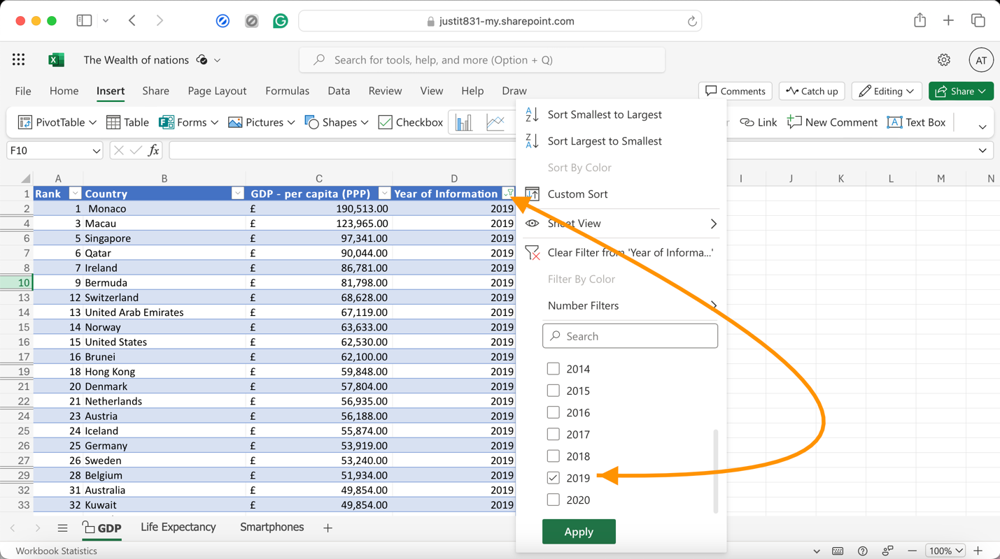 justit831-my.sharepoint.com
The Wealth of nations
Search for tools, help, and more (Option + Q)
AT
File Home Insert Share Page Layout Formulas Data Review View Help Draw
Comments Catch up Editing Share
PivotTable Table Forms Pictures Shapes Checkbox Link New Comment Text Box
F10 fx
A B C D I J K L M N
1 Rank Country GDP - per capita (PPP) Year of Information
2 1 Monaco £ 190,513.00 2019
4 3 Macau £ 123,965.00 2019
6 5 Singapore £ 97,341.00 2019
7 6 Qatar £ 90,044.00 2019
8 7 Ireland £ 86,781.00 2019
10 9 Bermuda £ 81,798.00 2019
13 12 Switzerland £ 68,628.00 2019
14 13 United Arab Emirates £ 67,119.00 2019
15 14 Norway £ 63,633.00 2019
16 15 United States £ 62,530.00 2019
17 16 Brunei £ 62,100.00 2019
19 18 Hong Kong £ 59,848.00 2019
21 20 Denmark £ 57,804.00 2019
22 21 Netherlands £ 56,935.00 2019
24 23 Austria £ 56,188.00 2019
25 24 Iceland £ 55,874.00 2019
26 25 Germany £ 53,919.00 2019
27 26 Sweden £ 53,240.00 2019
29 28 Belgium £ 51,934.00 2019
32 31 Australia £ 49,854.00 2019
33 32 Kuwait £ 49,854.00 2019
Sort Smallest to Largest
Sort Largest to Smallest
Sort By Color
Custom Sort
Sheet View
Clear Filter from 'Year of Informa...'
Filter By Color
Number Filters
Search
2014
2015
2016
2017
2018
2019
2020
Apply
GDP Life Expectancy Smartphones
Workbook Statistics
100%